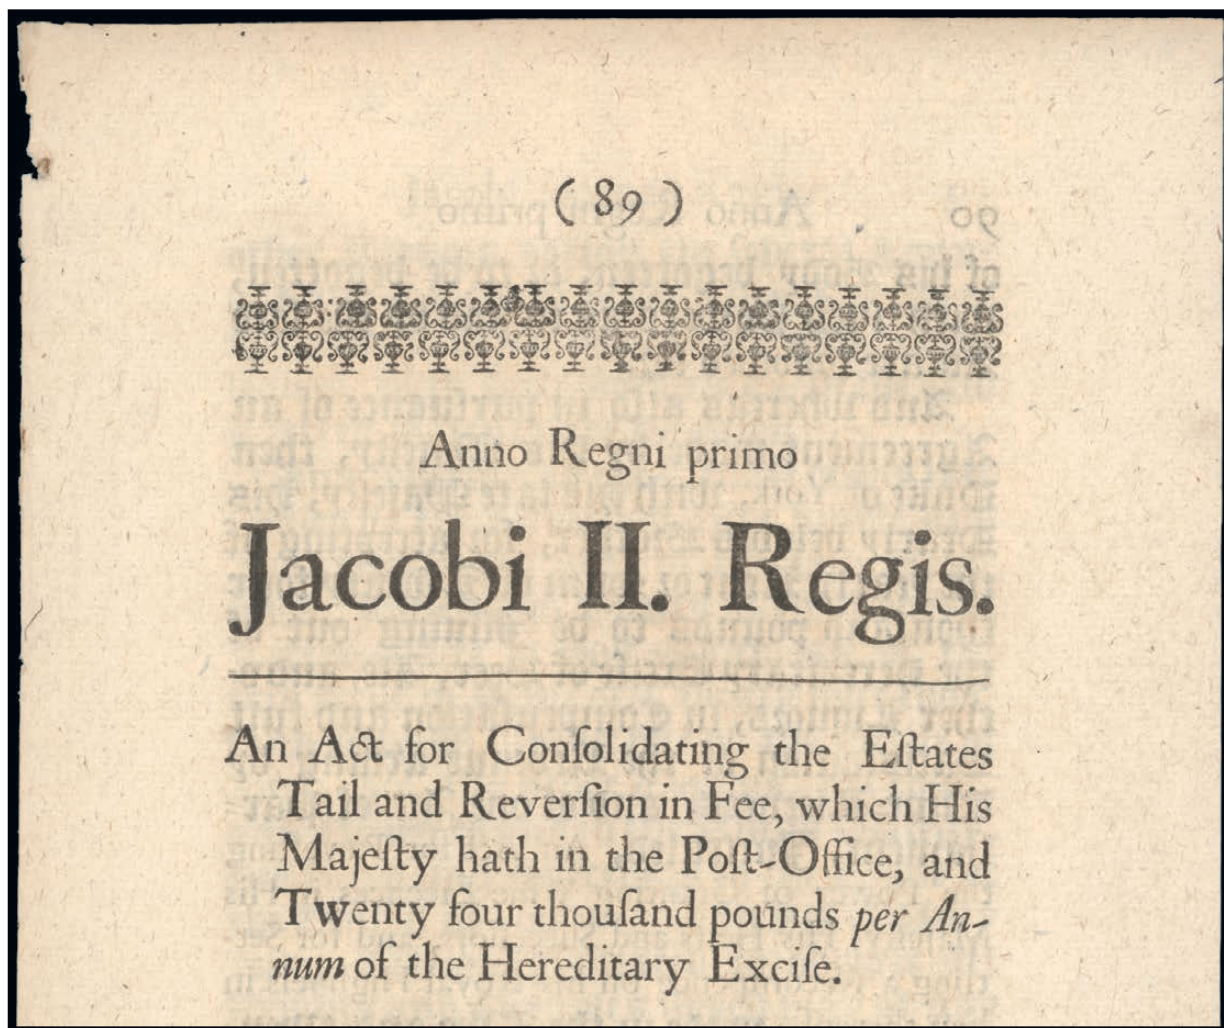 ( 89 )
Anno Regni primo
Jacobi II. Regis.
An Act for Conſolidating the Eſtates
Tail and Reverſion in Fee, which His
Majeſty hath in the Poſt-Office, and
Twenty four thouſand pounds per An-
num of the Hereditary Exciſe.